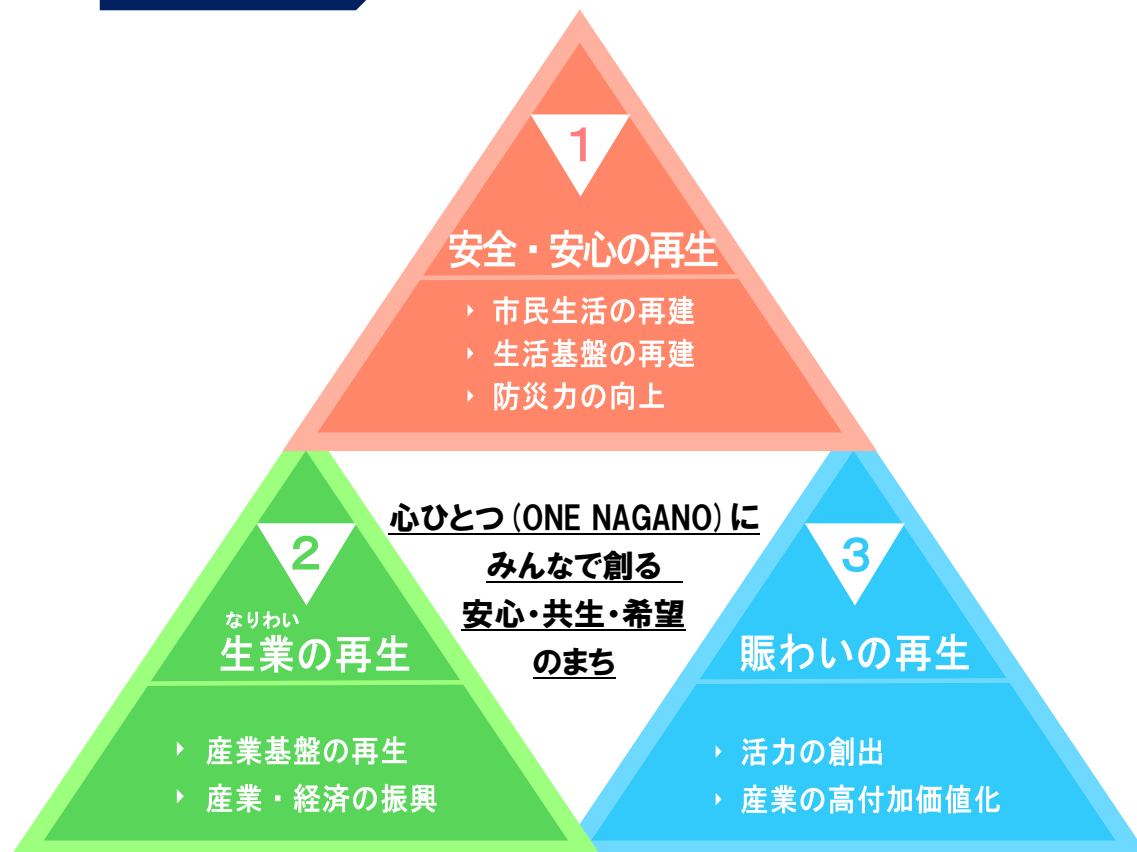 1
安全・安心の再生
市民生活の再建
生活基盤の再建
防災力の向上
心ひとつ(ONE NAGANO)に
みんなで創る
安心・共生・希望
のまち
2
なりわい
生業の再生
産業基盤の再生
産業・経済の振興
3
賑わいの再生
活力の創出
産業の高付加価値化